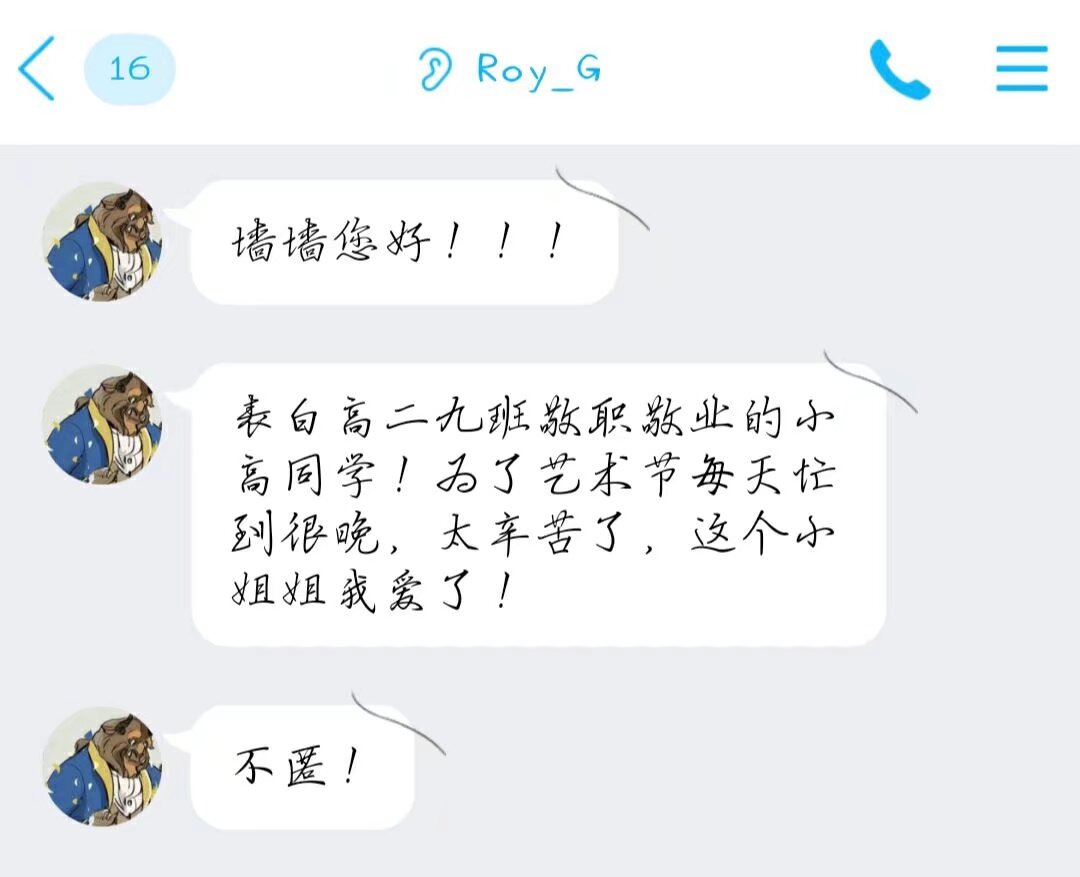 16
Roy_G
墙墙您好！！！
表白高二九班敬职敬业的小
高同学！为了艺术节每天忙
到很晚，太辛苦了，这个小
姐姐我爱了！
不匿！